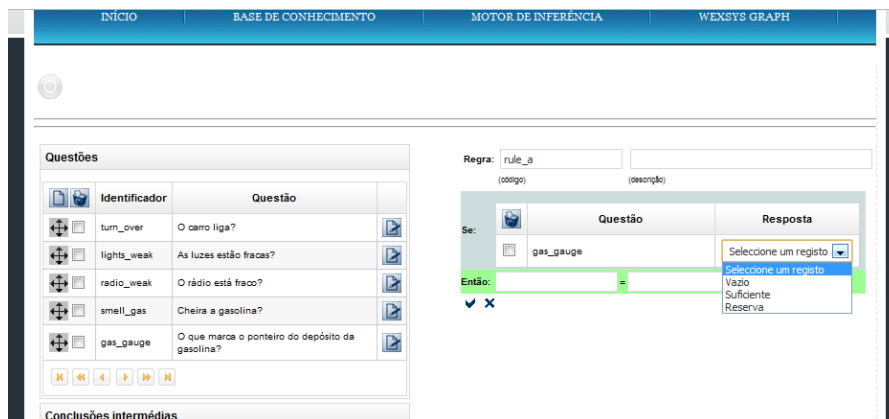 INÍCIO BASE DE CONHECIMENTO MOTOR DE INFERÊNCIA WEXSYS GRAPH
Questões
Identificador Questão
turn_over O carro liga?
lights_weak As luzes estão fracas?
radio_weak O rádio está fraco?
smell_gas Cheira a gasolina?
gas_gauge O que marca o ponteiro do depósito da
gasolina?
Conclusões intermédias
Regra: rule_a
(código) (descrição)
Se: Questão Resposta
gas_gauge Seleccione um registo
Seleccione um registo
Vazio
Suficiente
Reserva
Então: =